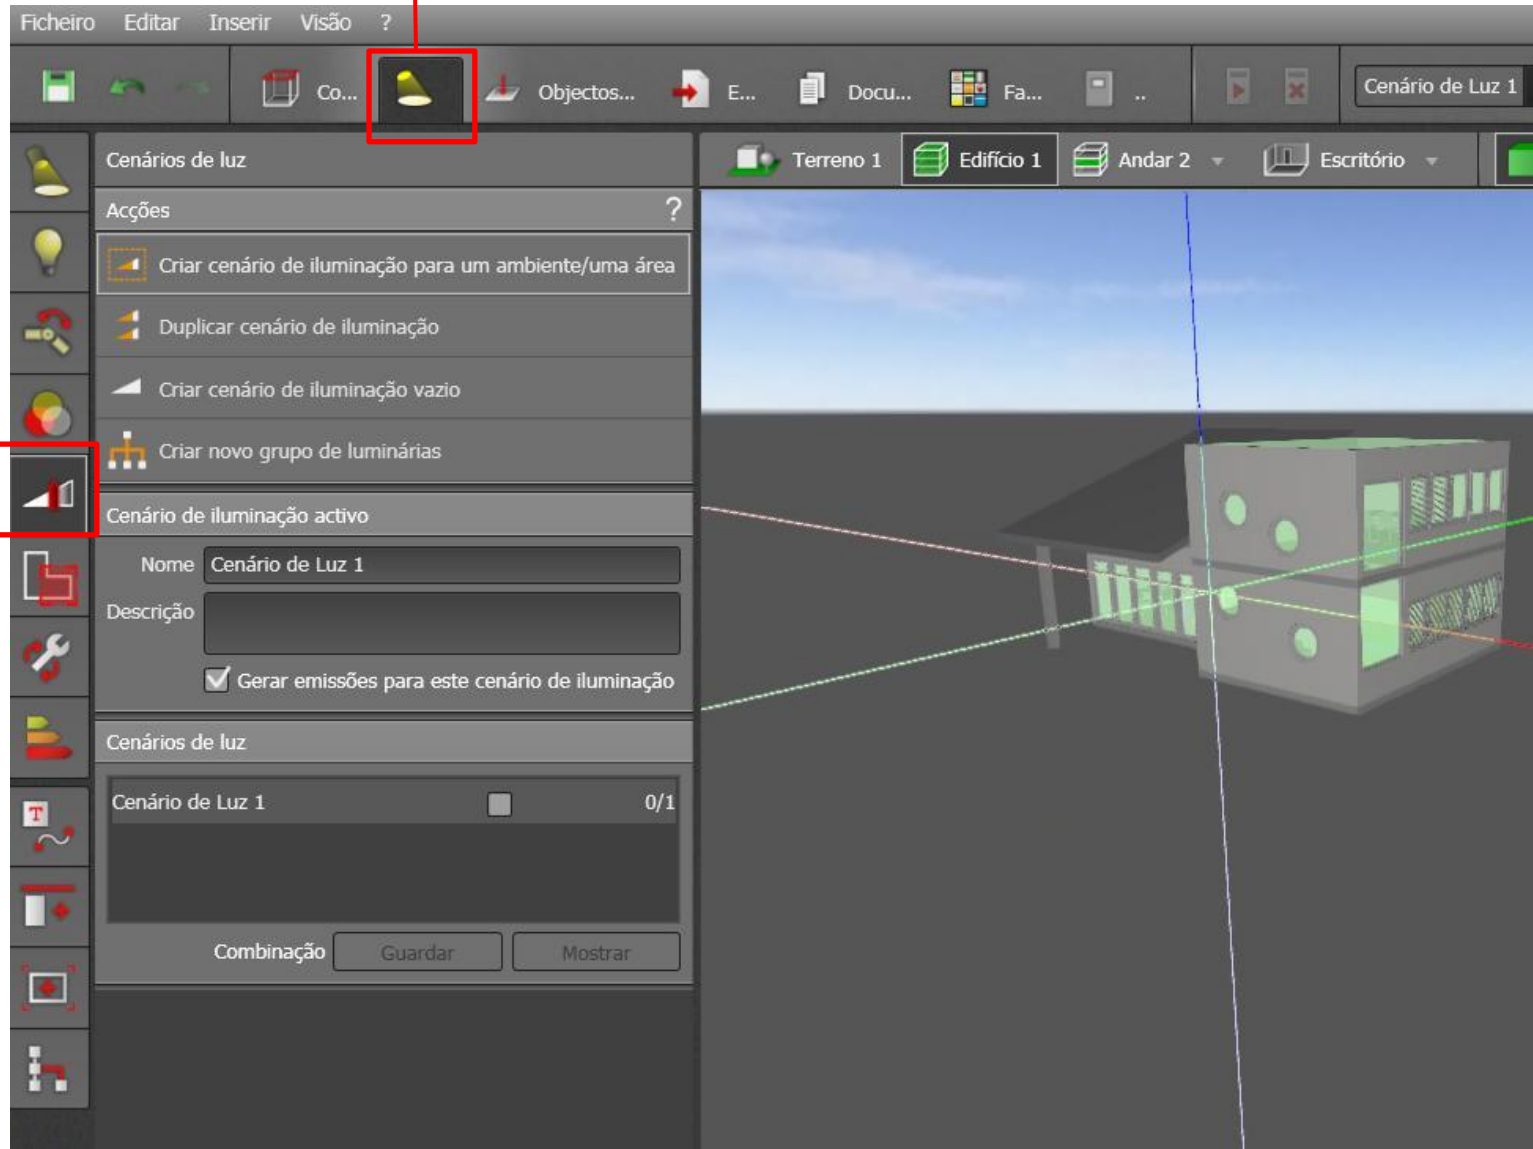 Ficheiro Editar Inserir Visão ?
Co... Objectos... E... Docu... Fa... .. Cenário de Luz 1
Cenários de luz
Terreno 1 Edifício 1 Andar 2 Escritório
Acções ?
Criar cenário de iluminação para um ambiente/uma área
Duplicar cenário de iluminação
Criar cenário de iluminação vazio
Criar novo grupo de luminárias
Cenário de iluminação activo
Nome Cenário de Luz 1
Descrição
Gerar emissões para este cenário de iluminação
Cenários de luz
Cenário de Luz 1 0/1
T
Combinação Guardar Mostrar